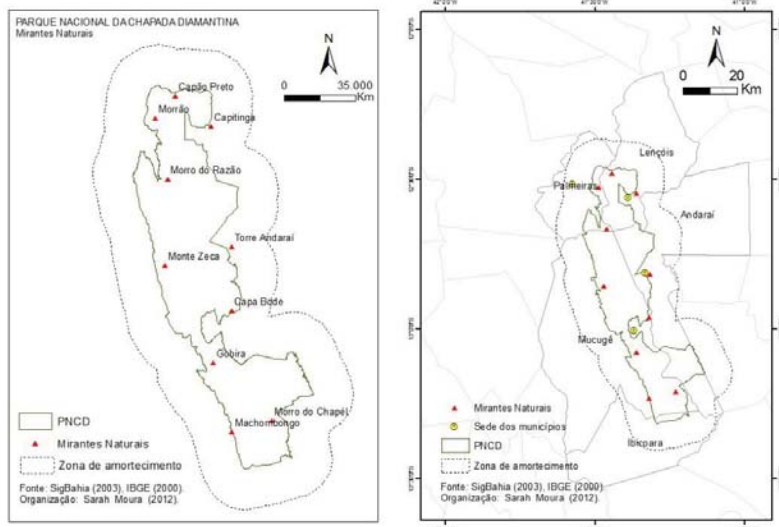 PARQUE NACIONAL DA CHAPADA DIAMANTINA
Mirantes Naturais
N
0 35.000
Km
Capão Preto
Morrão
Capitinga
Morro do Razão
Torre Andaraí
Monte Zeca
Capa Bode
Gobira
Morro do Chapél
Machombongo
PNCD
Mirantes Naturais
Zona de amortecimento
Fonte: SigBahia (2003), IBGE (2000).
Organização: Sarah Moura (2012).
N
0 20
Km
Lençóis
Palmeiras
Andaraí
Mucugê
Ibicoara
Mirantes Naturais
Sede dos municípios
PNCD
Zona de amortecimento
Fonte: SigBahia (2003), IBGE (2000).
Organização: Sarah Moura (2012).